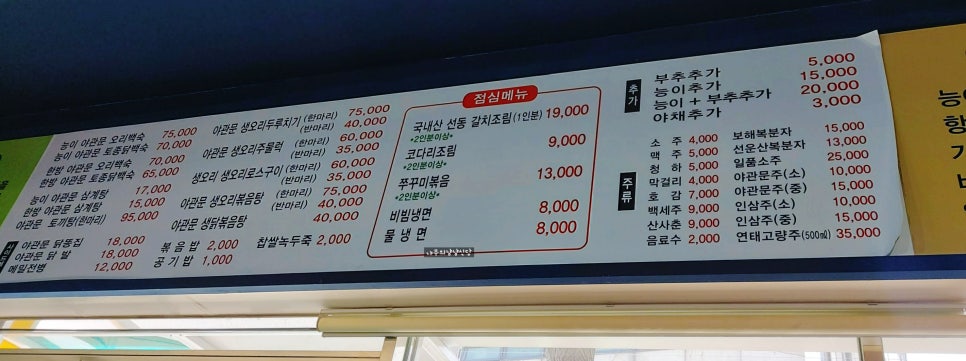 능이 야관문 오리백숙 75,000
능이 야관문 토종닭백숙 70,000
한방 야관문 오리백숙 70,000
한방 야관문 토종닭백숙 65,000
능이 야관문 삼계탕 17,000
한방 야관문 삼계탕 15,000
야관문 토끼탕(한마리) 95,000
야관문 닭똥집 18,000
야관문 닭 발 18,000
메밀전병 12,000
야관문 생오리두루치기 (한마리) 75,000
(반마리) 40,000
야관문 생오리주물럭 (한마리) 60,000
(반마리) 35,000
생오리 생오리로스구이 (한마리) 60,000
(반마리) 35,000
야관문 생오리볶음탕 (한마리) 75,000
(반마리) 40,000
야관문 생닭볶음탕 40,000
볶음밥 2,000
공기밥 1,000
찹쌀녹두죽 2,000
점심메뉴
국내산 선동 갈치조림(1인분) 19,000
*2인분이상*
코다리조림 9,000
*2인분이상*
쭈꾸미볶음 13,000
*2인분이상*
비빔냉면 8,000
물냉면 8,000
추가
부추추가 5,000
능이추가 15,000
능이+부추추가 20,000
야채추가 3,000
주류
소 주 4,000
맥 주 5,000
청 하 5,000
막걸리 4,000
호 감 7,000
백세주 9,000
산사춘 9,000
음료수 2,000
보해복분자 15,000
선운산복분자 13,000
일품소주 25,000
야관문주(소) 10,000
야관문주(중) 15,000
인삼주(소) 10,000
인삼주(중) 15,000
연태고량주(500㎖) 35,000
능이